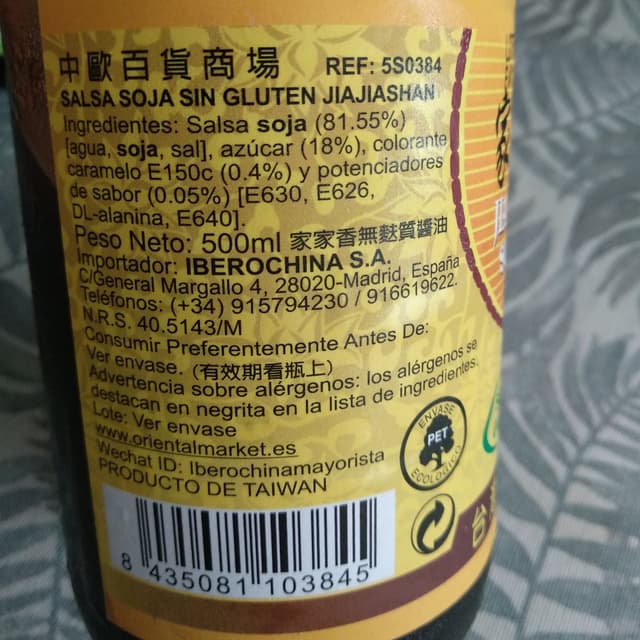 中歐百貨商場 REF: 5S0384
SALSA SOJA SIN GLUTEN JIAJIASHAN
Ingredientes: Salsa soja (81.55%)
[agua, soja, sal], azúcar (18%), colorante
caramelo E150c (0.4%) y potenciadores
de sabor (0.05%) [E630, E626,
DL-alanina, E640].
Peso Neto: 500ml 家家香無麩質醬油
Importador: IBEROCHINA S.A.
C/General Margallo 4, 28020-Madrid, España
Teléfonos: (+34) 915794230 / 916619622.
N.R.S. 40.5143/M
Consumir Preferentemente Antes De:
Ver envase. (有效期看瓶上)
Advertencia sobre alérgenos: los alérgenos se
destacan en negrita en la lista de ingredientes.
Lote: Ver envase
www.orientalmarket.es
Wechat ID: Iberochinamayorista
PRODUCTO DE TAIWAN
ENVASE
PET
ECOLOGICO
8 435081 103845
台